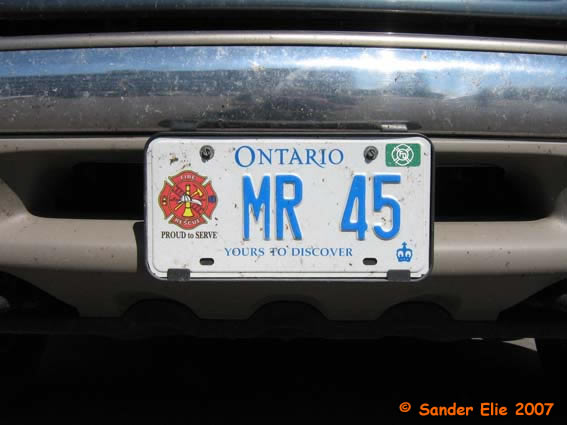 ONTARIO
FIRE
RESCUE
MR 45
PROUD to SERVE
YOURS TO DISCOVER
© Sander Elie 2007